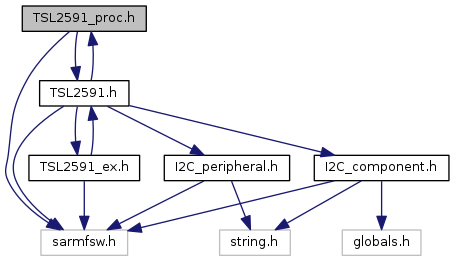 TSL2591_proc.h
TSL2591.h
TSL2591_ex.h
I2C_peripheral.h
I2C_component.h
sarmfsw.h
string.h
globals.h